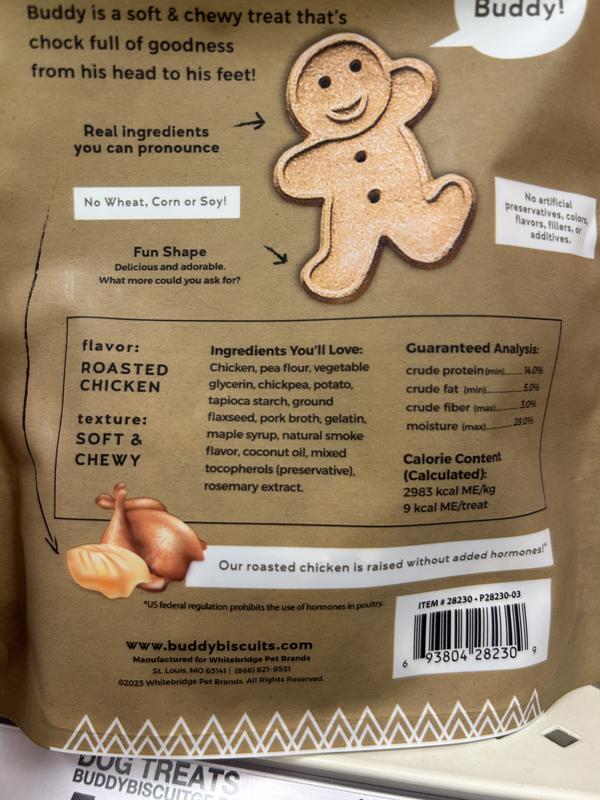 Buddy is a soft & chewy treat that's
chock full of goodness
from his head to his feet!
Buddy!
Real ingredients
you can pronounce
No Wheat, Corn or Soy!
No artificial
preservatives, colors,
flavors, fillers, or
additives.
Fun Shape
Delicious and adorable.
What more could you ask for?
flavor:
ROASTED
CHICKEN
texture:
SOFT &
CHEWY
Ingredients You'll Love:
Chicken, pea flour, vegetable
glycerin, chickpea, potato,
tapioca starch, ground
flaxseed, pork broth, gelatin,
maple syrup, natural smoke
flavor, coconut oil, mixed
tocopherols (preservative),
rosemary extract.
Guaranteed Analysis:
crude protein (min)......14.0%
crude fat (min)......5.0%
crude fiber (max)......3.0%
moisture (max)......28.0%
Calorie Content
(Calculated):
2983 kcal ME/kg
9 kcal ME/treat
Our roasted chicken is raised without added hormones!*
*US federal regulation prohibits the use of hormones in poultry.
ITEM # 28230 • P28230-03
6 93804 28230 9
www.buddybiscuits.com
Manufactured for Whitebridge Pet Brands
St. Louis, MO 63141 | (866) 821-8531
©2023 Whitebridge Pet Brands. All Rights Reserved.
DOG TREATS